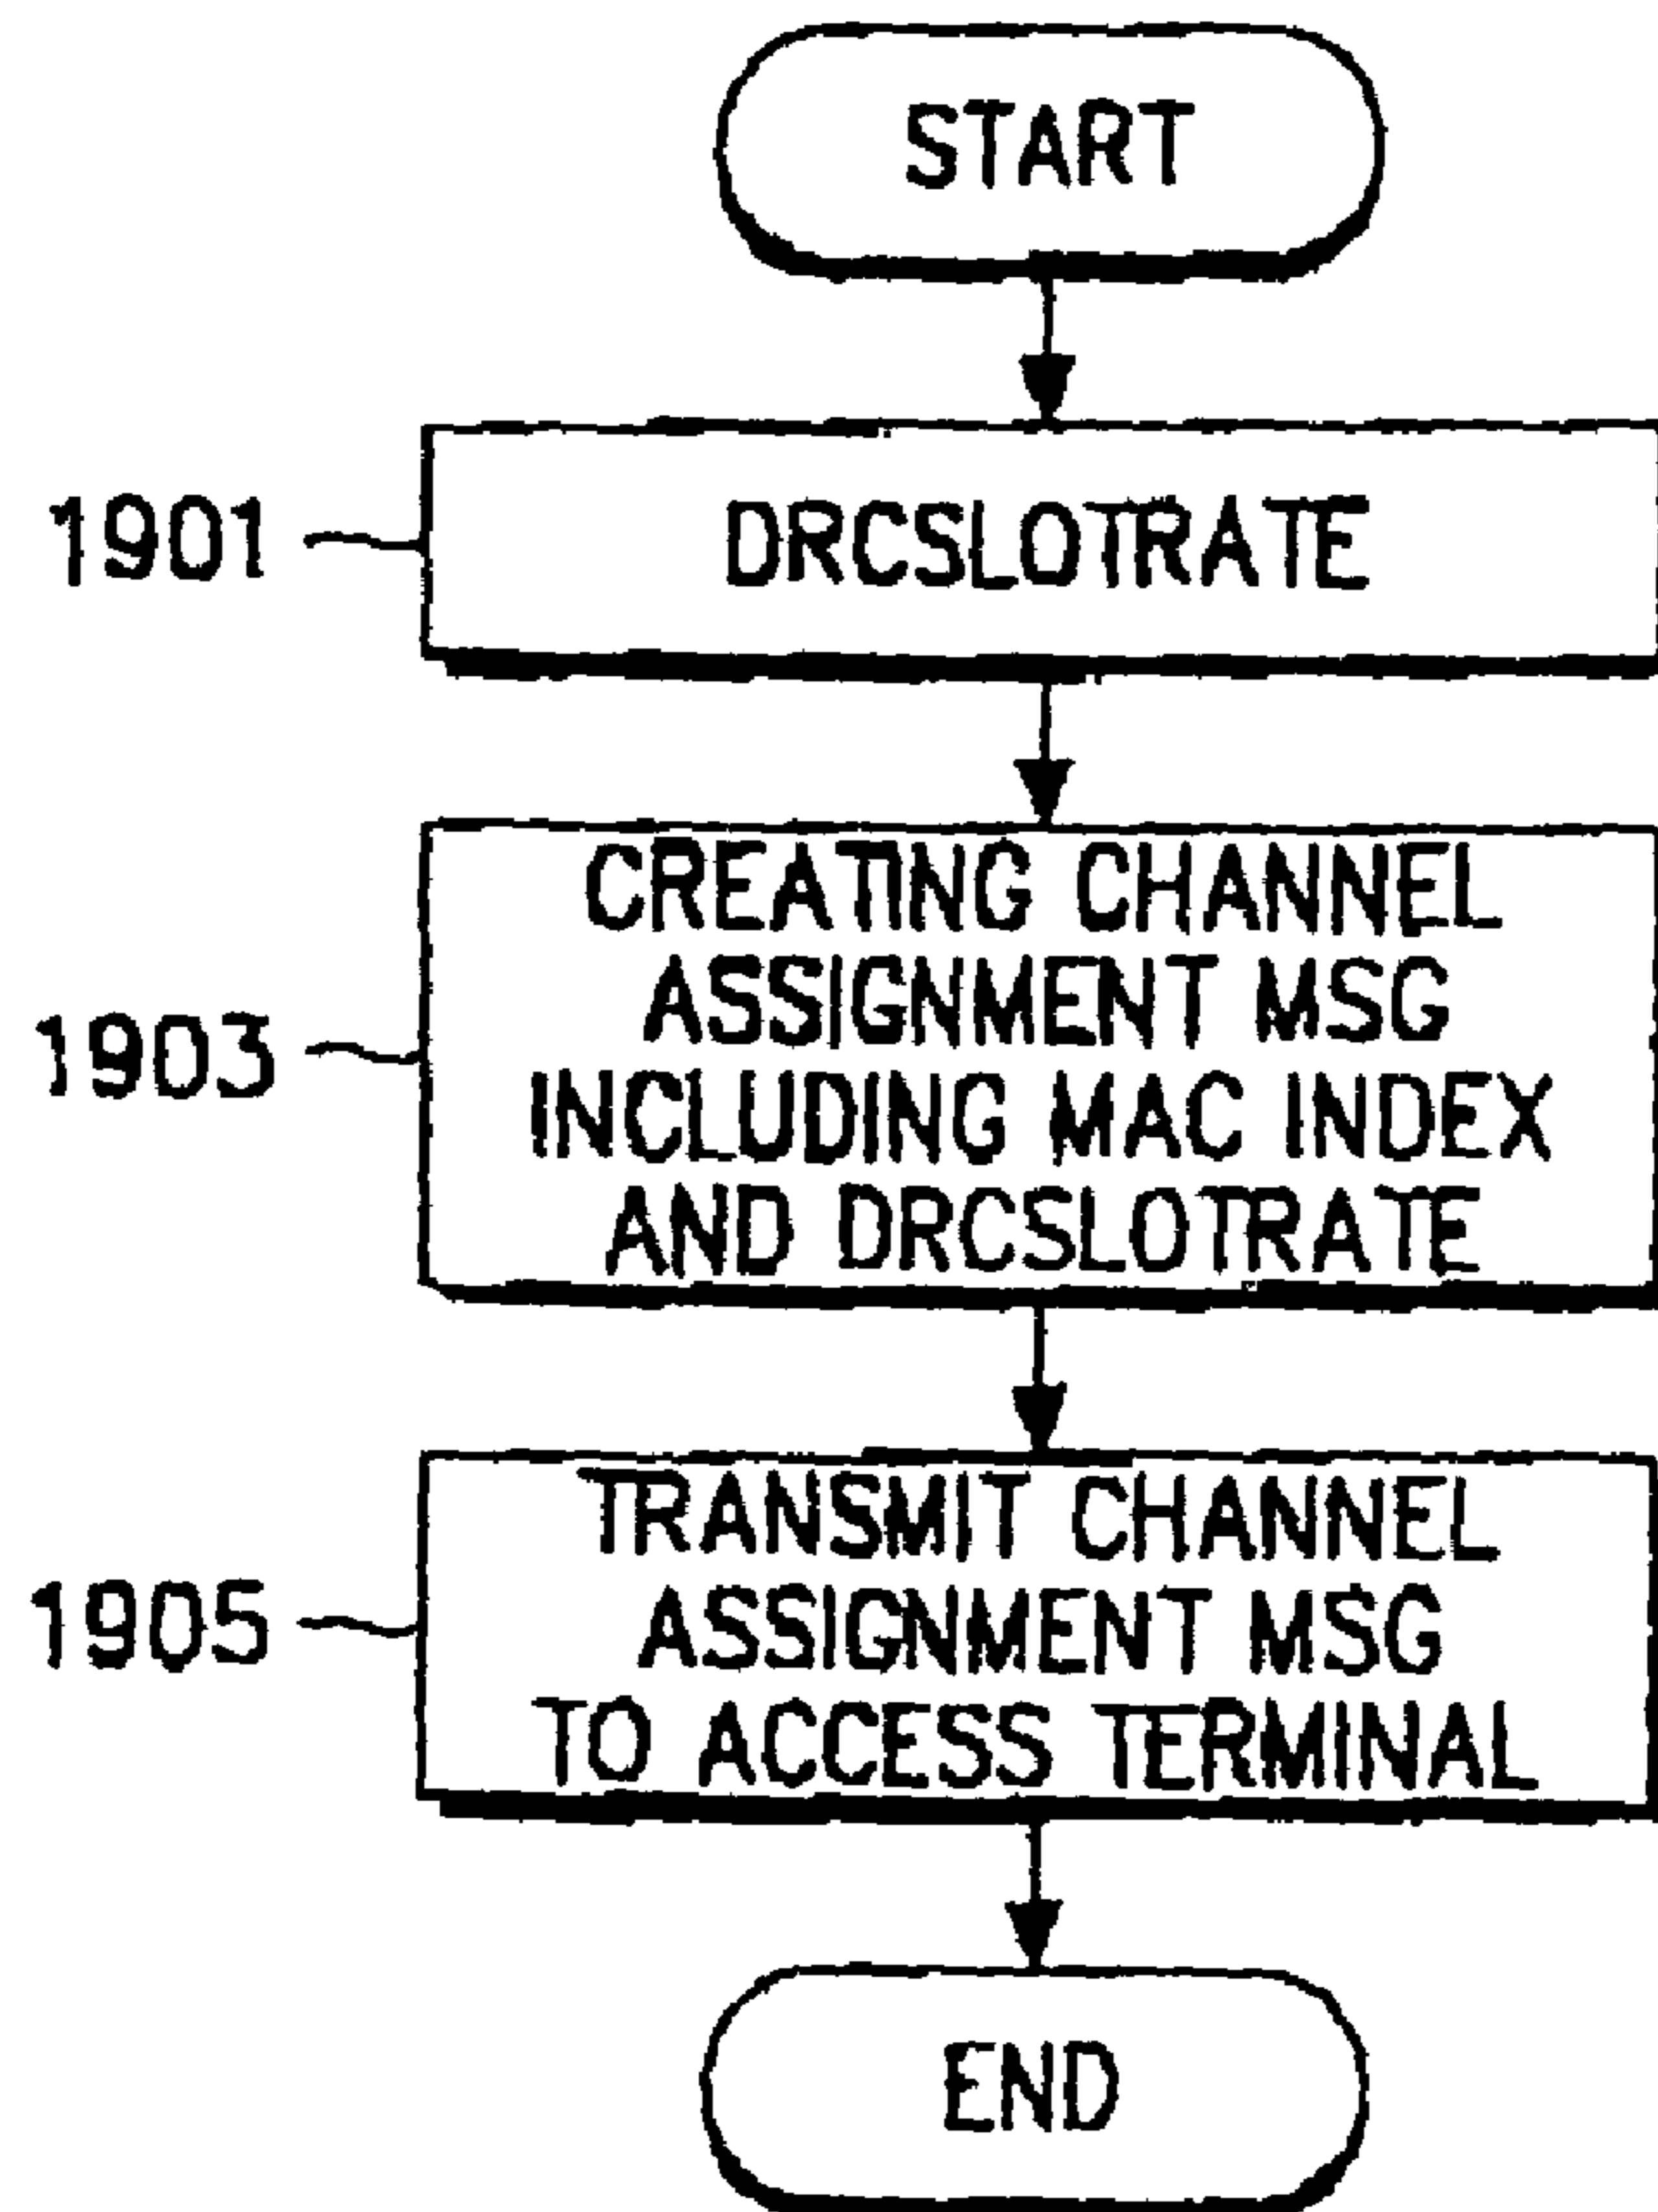 START
1901
DRCSLOTRATE
1903
CREATING CHANNEL
ASSIGNMENT MSG
INCLUDING MAC INDEX
AND DRCSLOTRATE
1905
TRANSMIT CHANNEL
ASSIGNMENT MSG
TO ACCESS TERMINAL
END